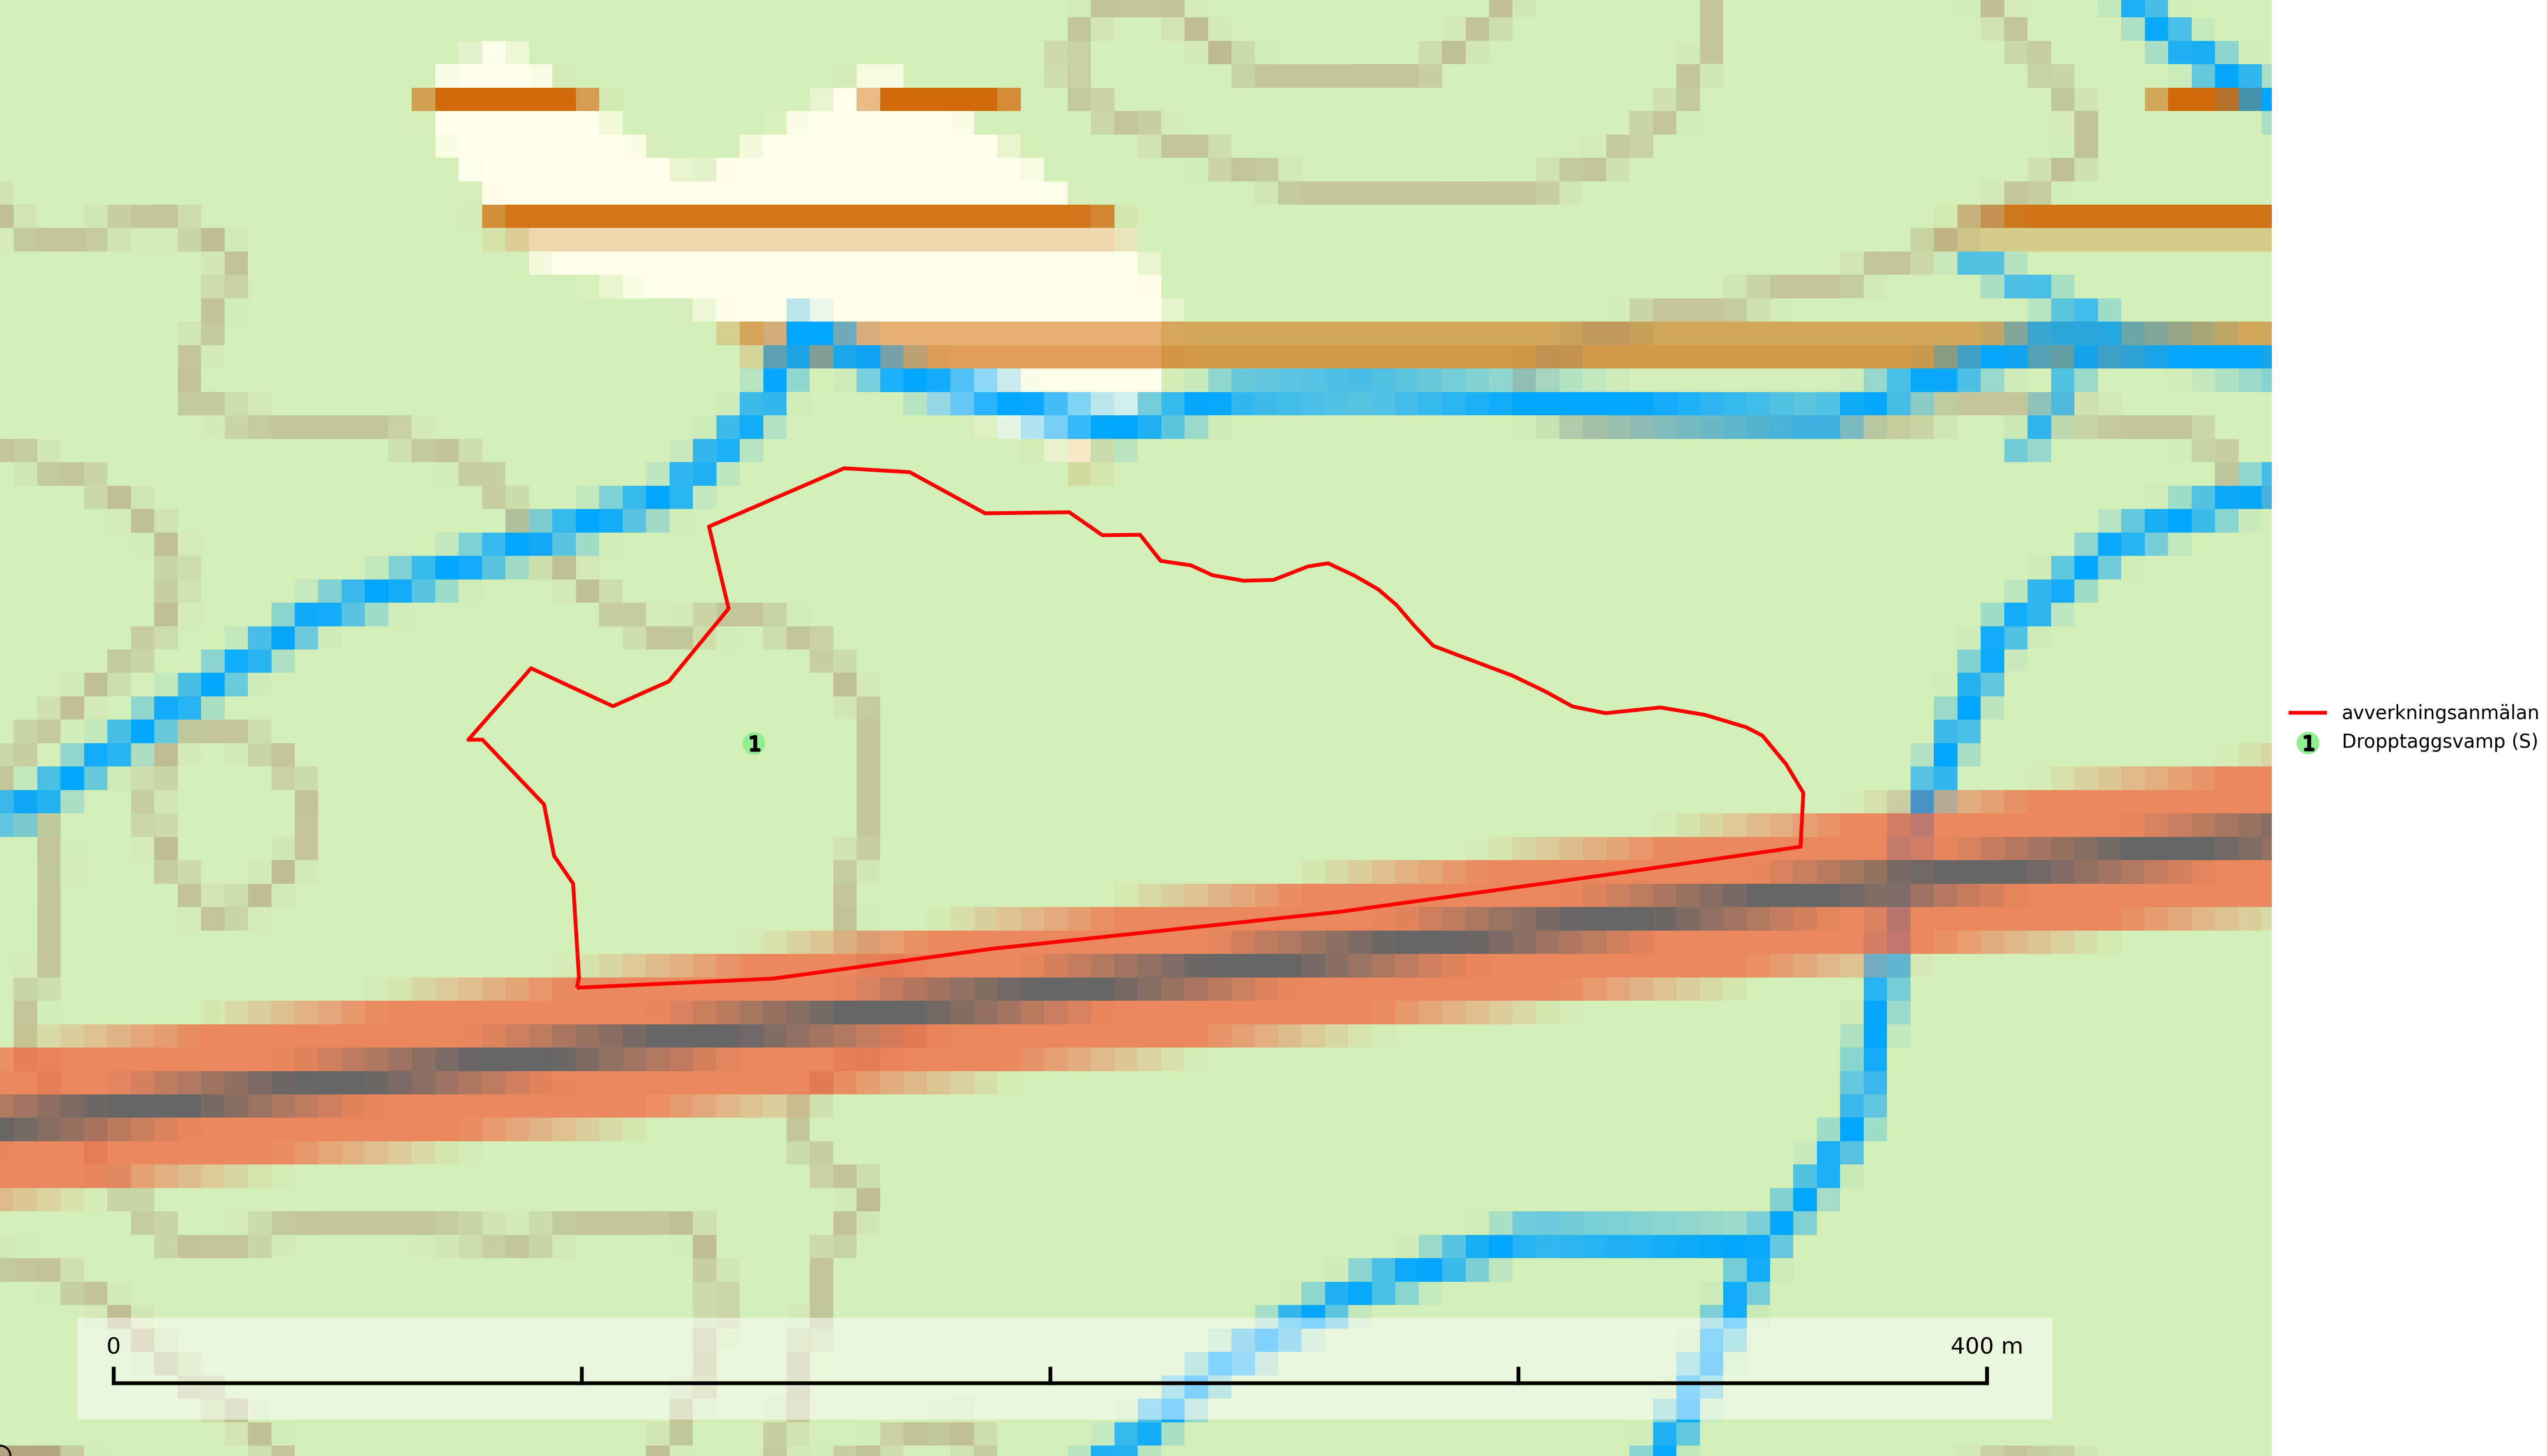 1
avverkningsanmälan
1 Dropptaggsvamp (S)
0 400 m